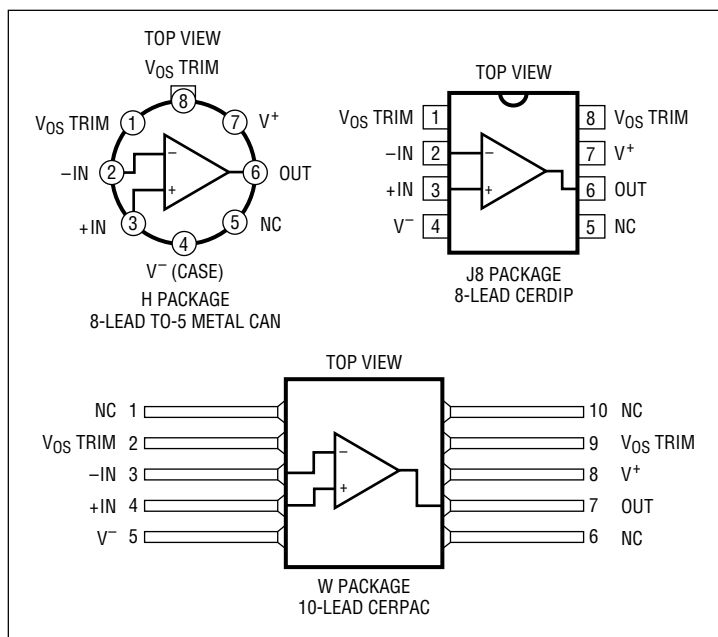 TOP VIEW
VOS TRIM
8
VOS TRIM 1
7 V+
–IN 2
–
+
6 OUT
+IN 3
5 NC
4
V– (CASE)
H PACKAGE
8-LEAD TO-5 METAL CAN
TOP VIEW
VOS TRIM 1
8 VOS TRIM
–IN 2
–
7 V+
+IN 3
+
6 OUT
V– 4
5 NC
J8 PACKAGE
8-LEAD CERDIP
TOP VIEW
NC 1
10 NC
VOS TRIM 2
9 VOS TRIM
–IN 3
–
8 V+
+IN 4
+
7 OUT
V– 5
6 NC
W PACKAGE
10-LEAD CERPAC